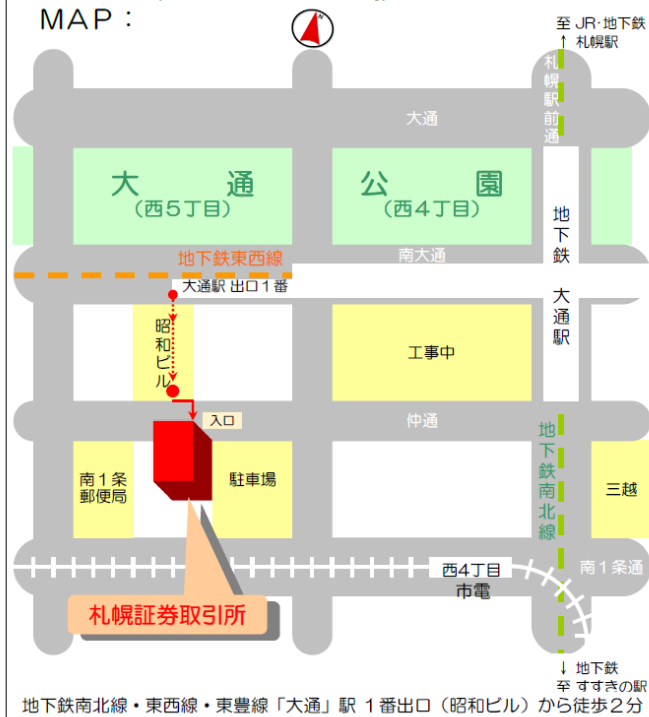 MAP：
至 JR・地下鉄
↑ 札幌駅
札幌駅前通
大通
大　通
（西5丁目）
公　園
（西4丁目）
地下鉄 大通駅
地下鉄東西線
南大通
大通駅 出口1番
昭和ビル
工事中
入口
仲通
地下鉄南北線
南1条
郵便局
駐車場
三越
西4丁目
市電
南1条通
札幌証券取引所
↓ 地下鉄
至 すすきの駅
地下鉄南北線・東西線・東豊線「大通」駅 1番出口（昭和ビル）から徒歩2分